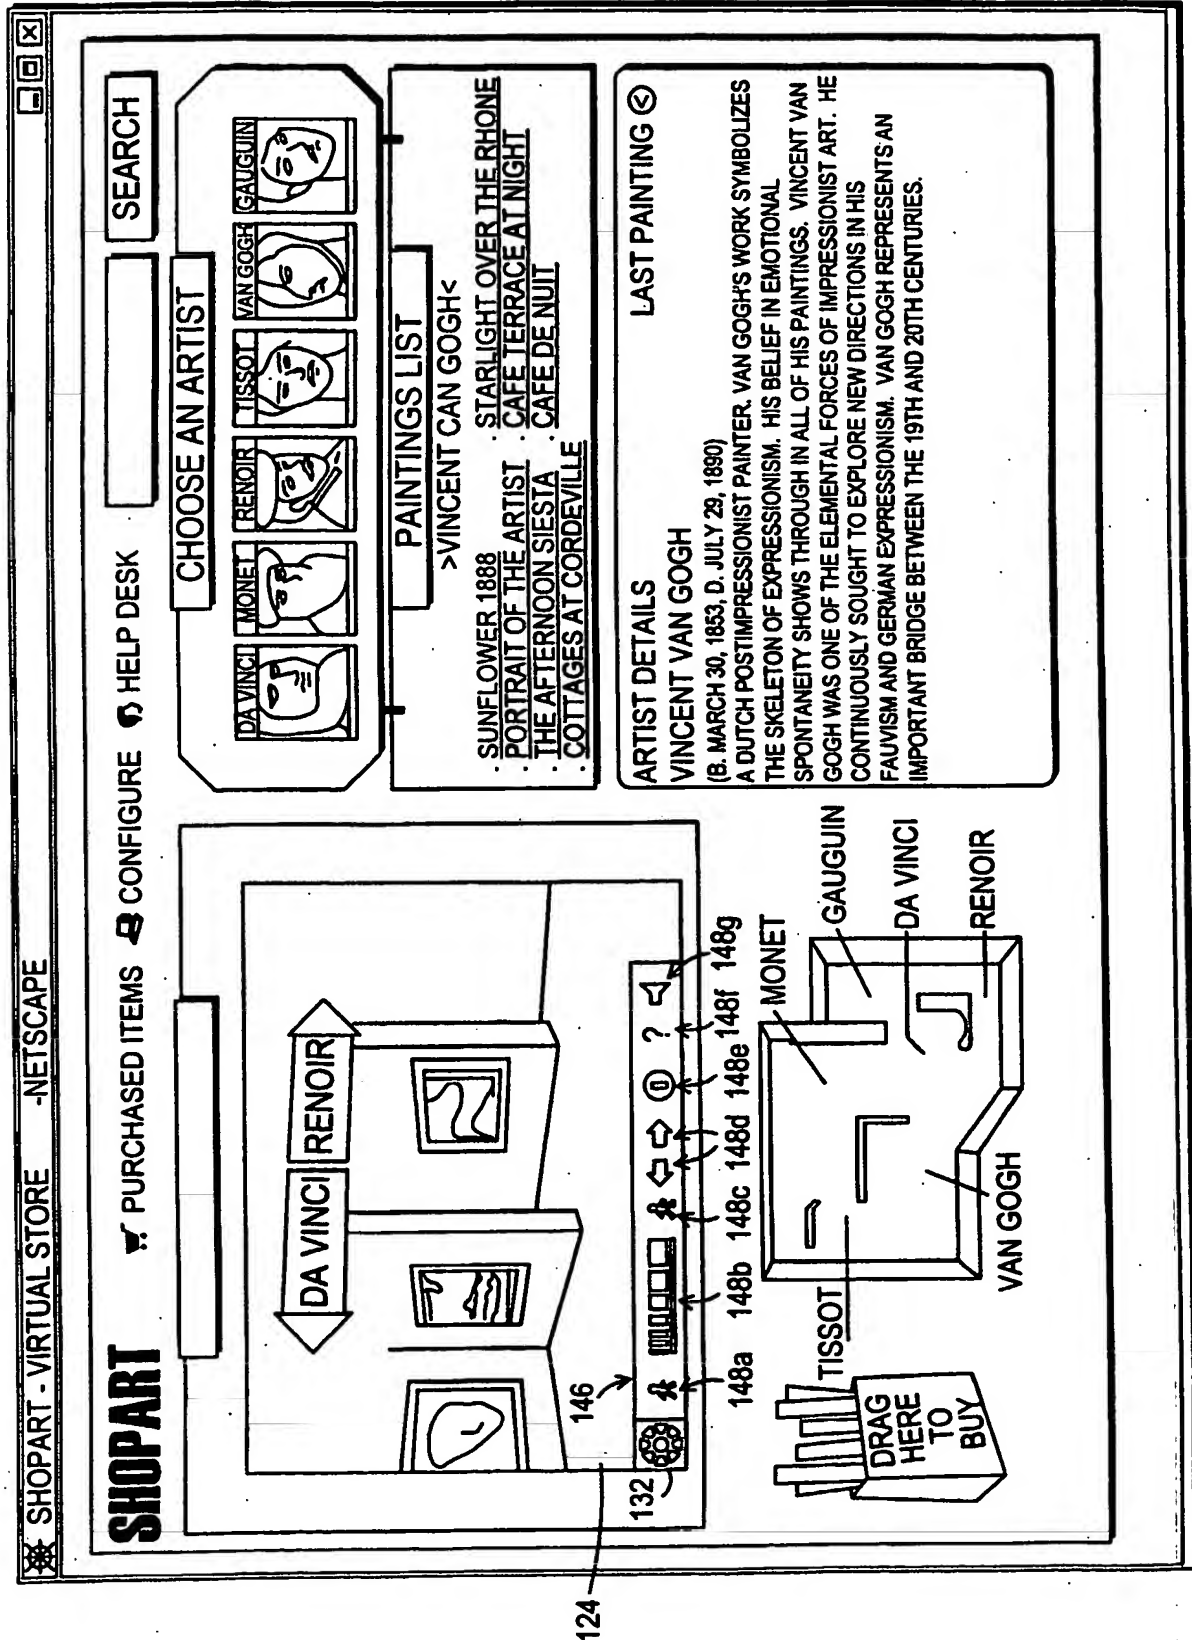 SHOPART - VIRTUAL STORE -NETSCAPE
SHOPART
PURCHASED ITEMS CONFIGURE HELP DESK SEARCH
DA VINCI RENOIR
146
132
124
148a 148b 148c 148d 148e 148f 148g
CHOOSE AN ARTIST
DA VINCI MONET RENOIR TISSOT VAN GOGH GAUGUIN
PAINTINGS LIST
>VINCENT CAN GOGH<
. SUNFLOWER 1888 . STARLIGHT OVER THE RHONE
. PORTRAIT OF THE ARTIST . CAFE TERRACE AT NIGHT
. THE AFTERNOON SIESTA . CAFE DE NUIT
. COTTAGES AT CORDEVILLE
ARTIST DETAILS LAST PAINTING <
VINCENT VAN GOGH
(B. MARCH 30, 1853, D. JULY 29, 1890)
A DUTCH POSTIMPRESSIONIST PAINTER. VAN GOGH'S WORK SYMBOLIZES
THE SKELETON OF EXPRESSIONISM. HIS BELIEF IN EMOTIONAL
SPONTANEITY SHOWS THROUGH IN ALL OF HIS PAINTINGS. VINCENT VAN
GOGH WAS ONE OF THE ELEMENTAL FORCES OF IMPRESSIONIST ART. HE
CONTINUOUSLY SOUGHT TO EXPLORE NEW DIRECTIONS IN HIS
FAUVISM AND GERMAN EXPRESSIONISM. VAN GOGH REPRESENTS AN
IMPORTANT BRIDGE BETWEEN THE 19TH AND 20TH CENTURIES.
DRAG
HERE
TO
BUY
TISSOT
MONET
GAUGUIN
DA VINCI
RENOIR
VAN GOGH